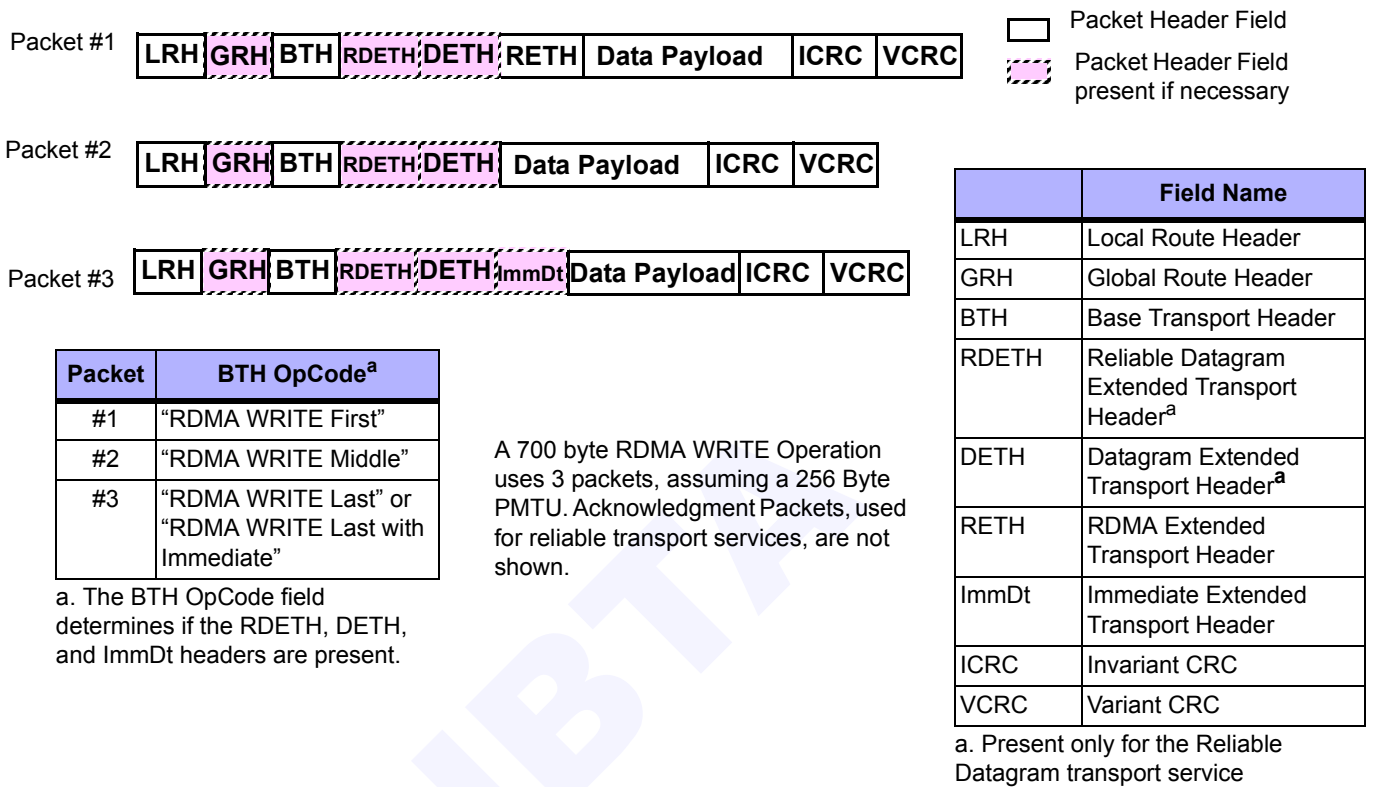 Packet #1
LRH GRH BTH RDETH DETH RETH Data Payload ICRC VCRC
Packet Header Field
Packet Header Field
present if necessary
Packet #2
LRH GRH BTH RDETH DETH Data Payload ICRC VCRC
Packet #3
LRH GRH BTH RDETH DETH ImmDt Data Payload ICRC VCRC
Packet BTH OpCodea
#1 “RDMA WRITE First”
#2 “RDMA WRITE Middle”
#3 “RDMA WRITE Last” or
“RDMA WRITE Last with
Immediate”
a. The BTH OpCode field
determines if the RDETH, DETH,
and ImmDt headers are present.
A 700 byte RDMA WRITE Operation
uses 3 packets, assuming a 256 Byte
PMTU. Acknowledgment Packets, used
for reliable transport services, are not
shown.
Field Name
LRH Local Route Header
GRH Global Route Header
BTH Base Transport Header
RDETH Reliable Datagram
Extended Transport
Headera
DETH Datagram Extended
Transport Headera
RETH RDMA Extended
Transport Header
ImmDt Immediate Extended
Transport Header
ICRC Invariant CRC
VCRC Variant CRC
a. Present only for the Reliable
Datagram transport service
IBTA